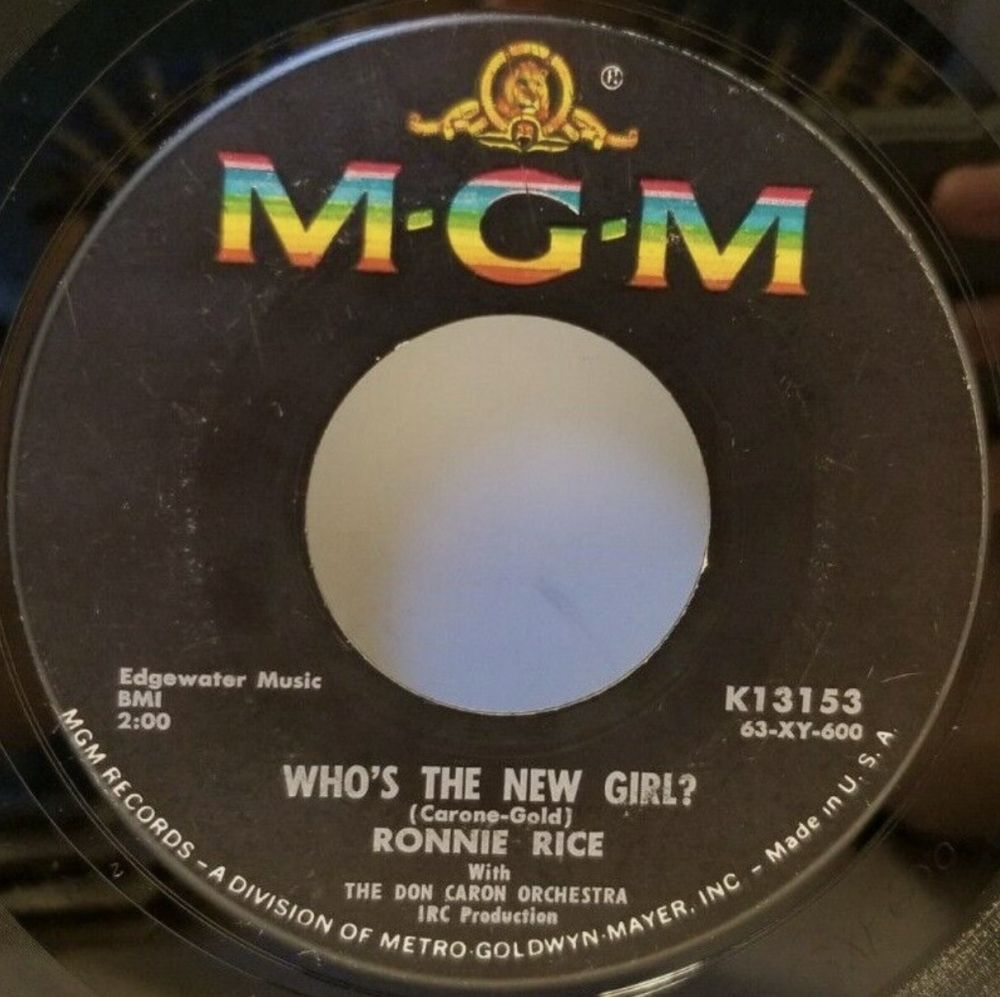 ®
M-G-M
Edgewater Music
BMI
2:00
K13153
63-XY-600
WHO'S THE NEW GIRL?
(Carone-Gold)
RONNIE RICE
With
THE DON CARON ORCHESTRA
IRC Production
MGM RECORDS – A DIVISION OF METRO-GOLDWYN-MAYER, INC – Made in U. S. A.